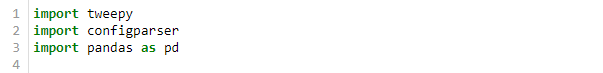 1 import tweepy
2 import configparser
3 import pandas as pd
4